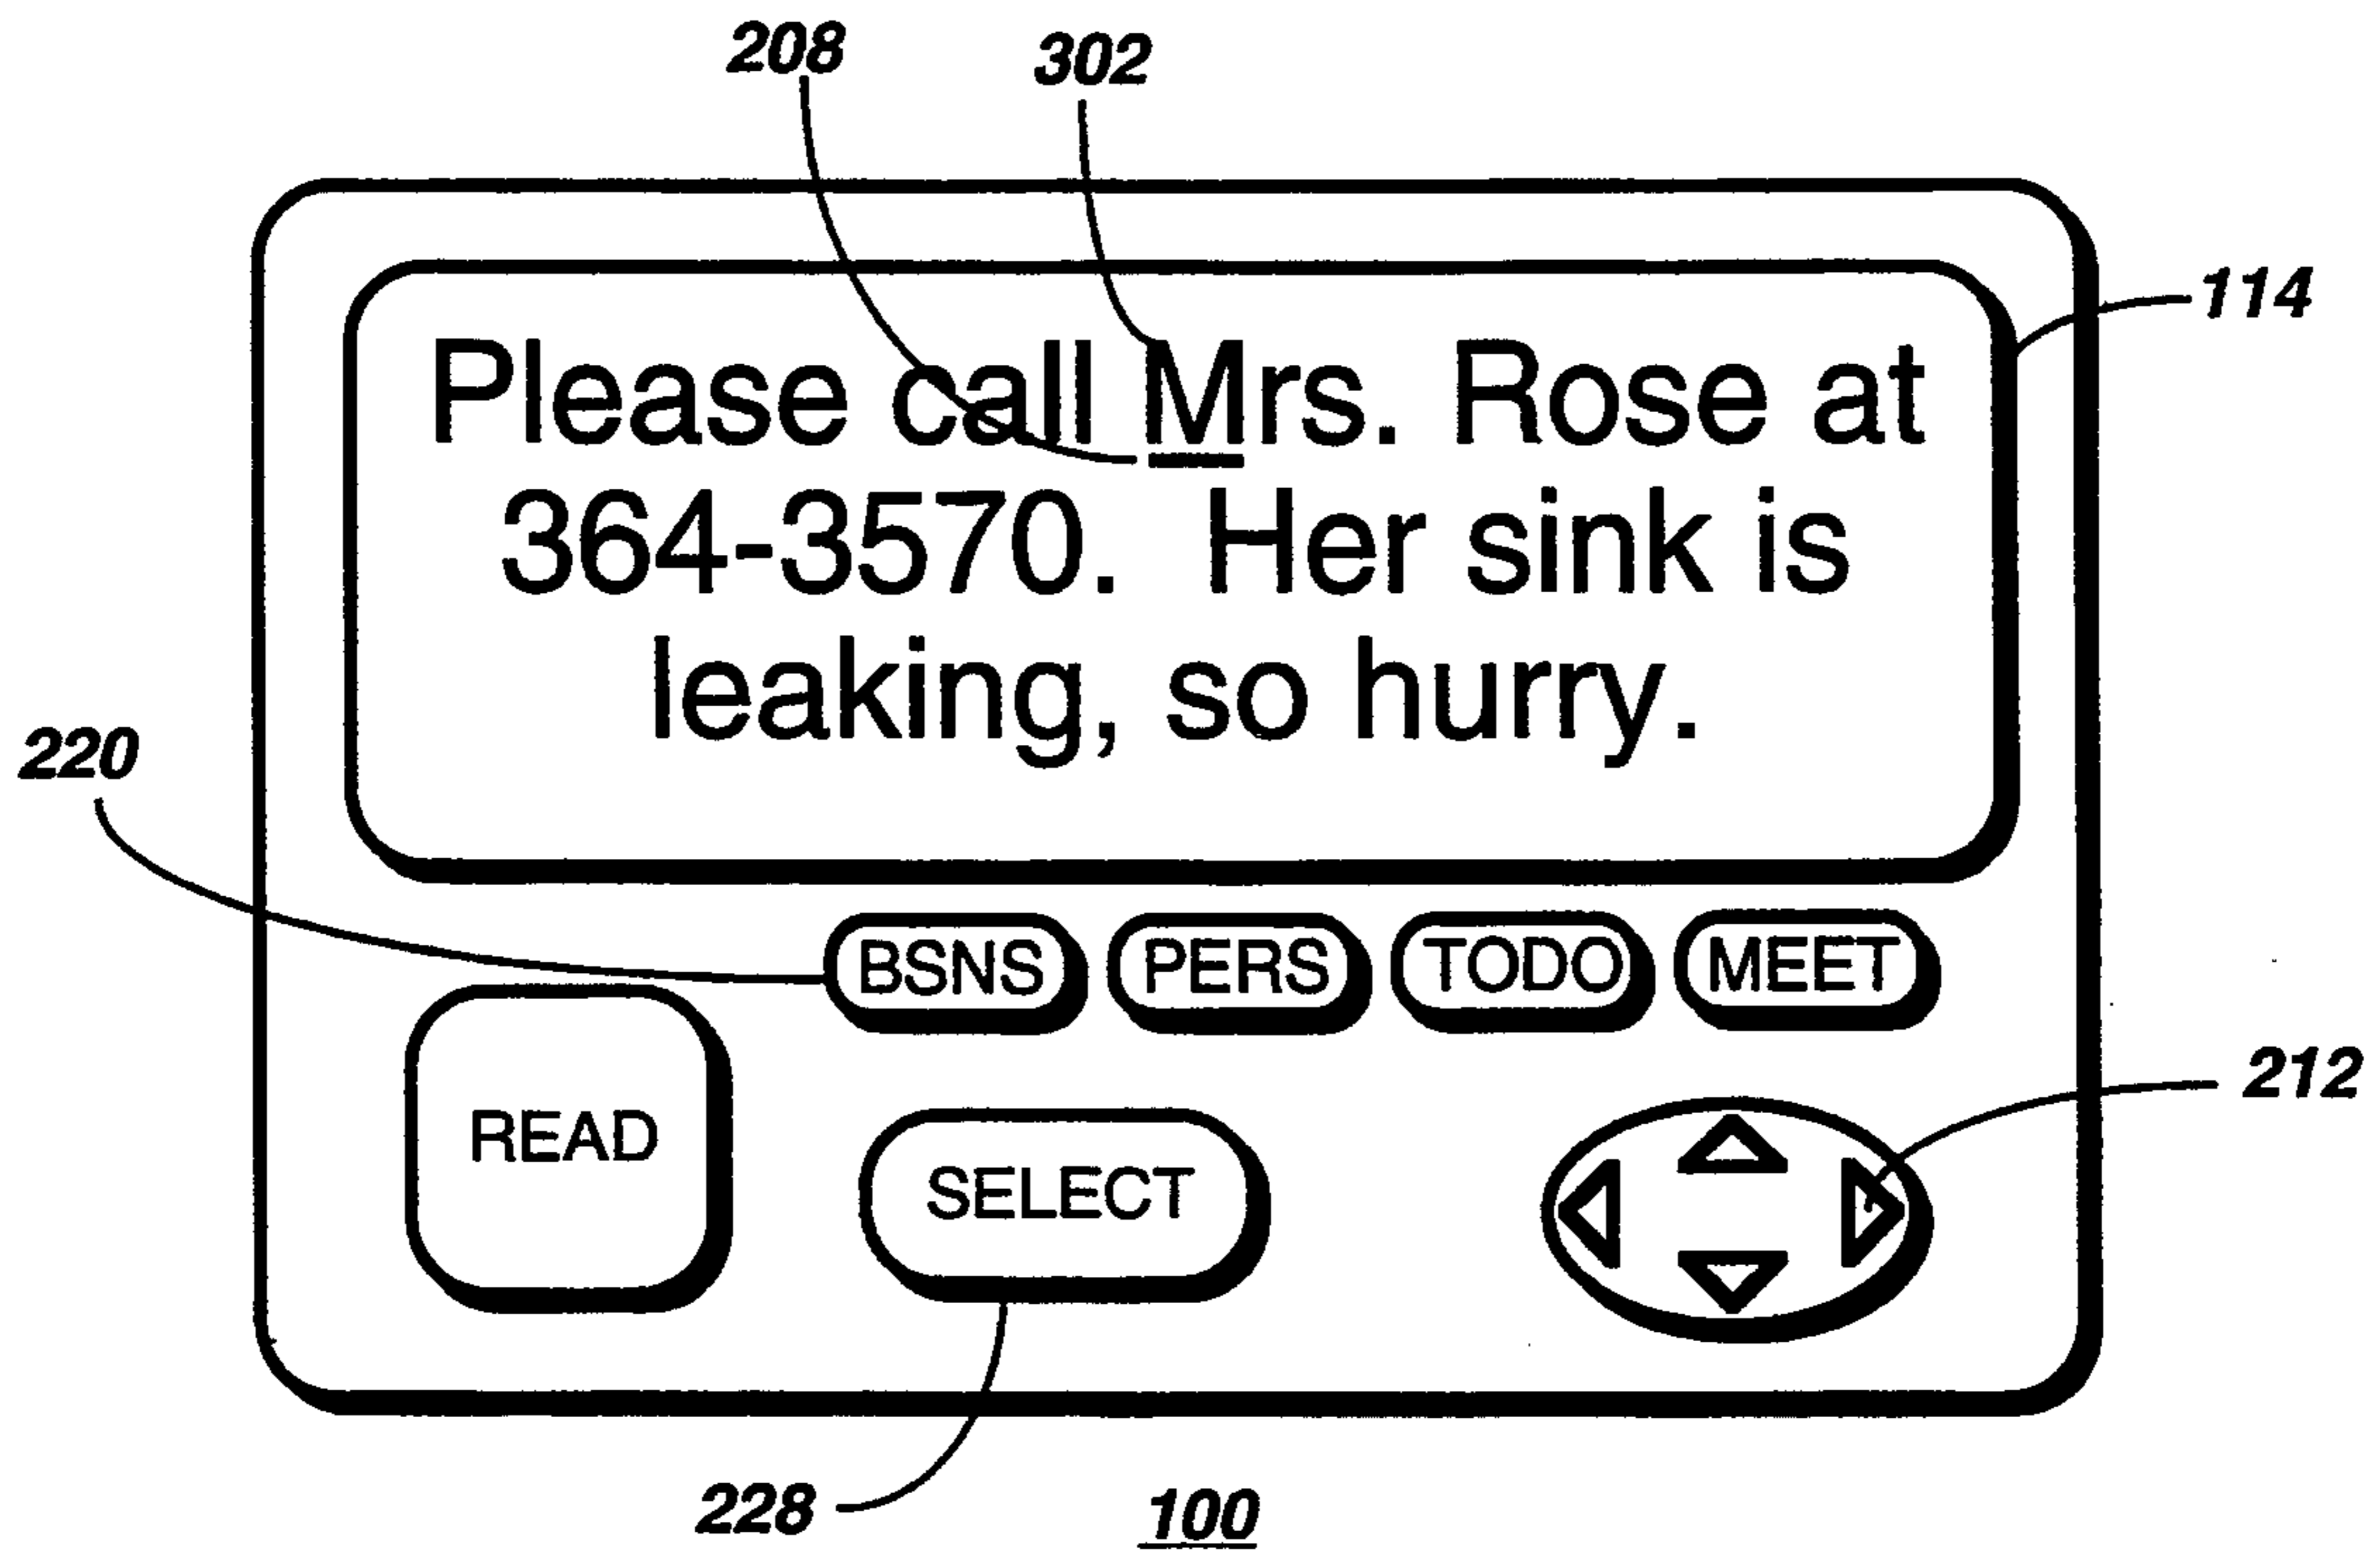 208 302
114
Please call Mrs. Rose at
364-3570.  Her sink is
leaking, so hurry.
220
BSNS PERS TODO MEET
212
READ
SELECT
228
100